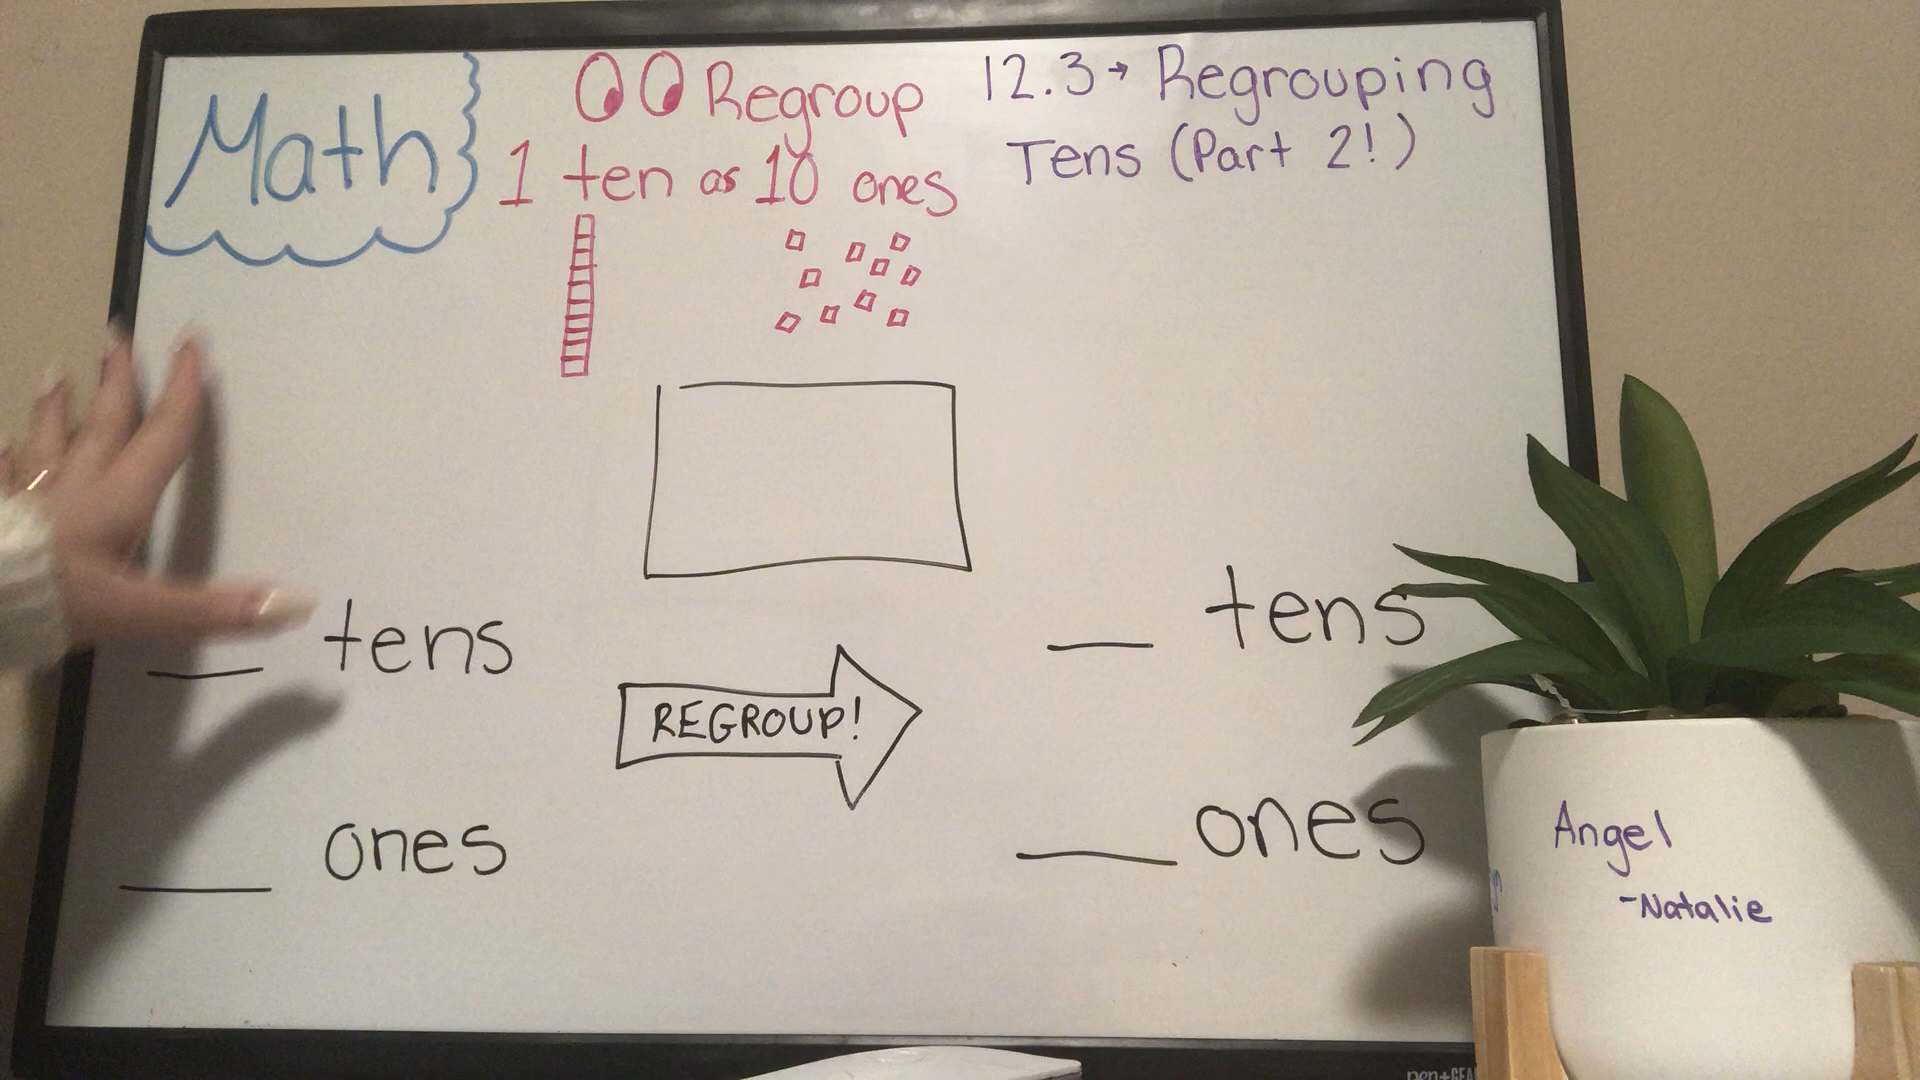 Math
Regroup
1 ten as 10 ones
12.3→ Regrouping
Tens (Part 2!)
tens
ones
REGROUP!
tens
ones
Angel
-Natalie